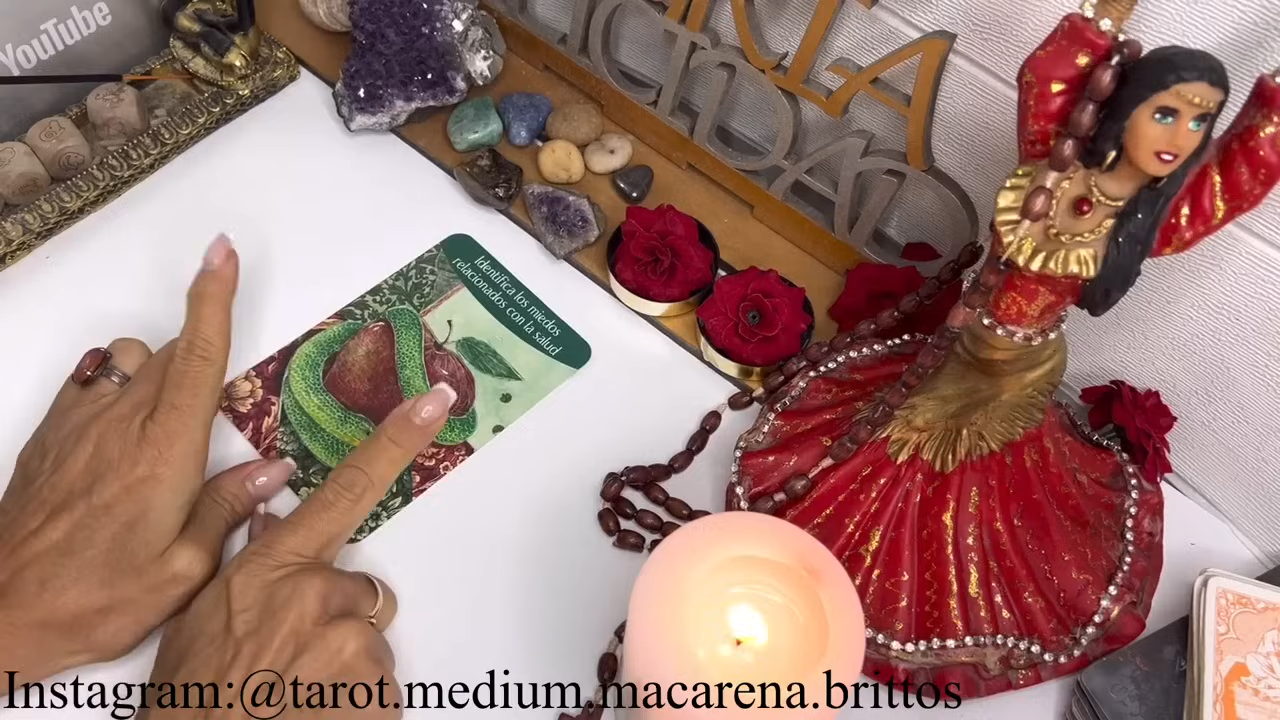 YouTube
Identifica los miedos
relacionados con la salud
Instagram:@tarot.medium.macarena.brittos